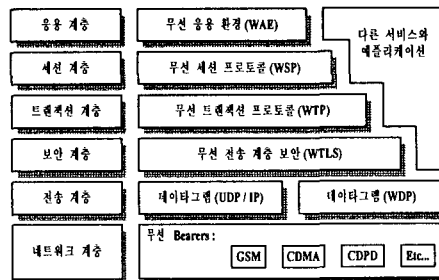 응용 계층
무선 응용 환경 (WAE)
다른 서비스와
애플리케이션
세션 계층
무선 세션 프로토콜 (WSP)
트랜잭션 계층
무선 트랜잭션 프로토콜 (WTP)
보안 계층
무선 전송 계층 보안 (WTLS)
전송 계층
데이타그램 (UDP / IP)
데이타그램 (WDP)
네트워크 계층
무선 Bearers :
GSM
CDMA
CDPD
Etc...